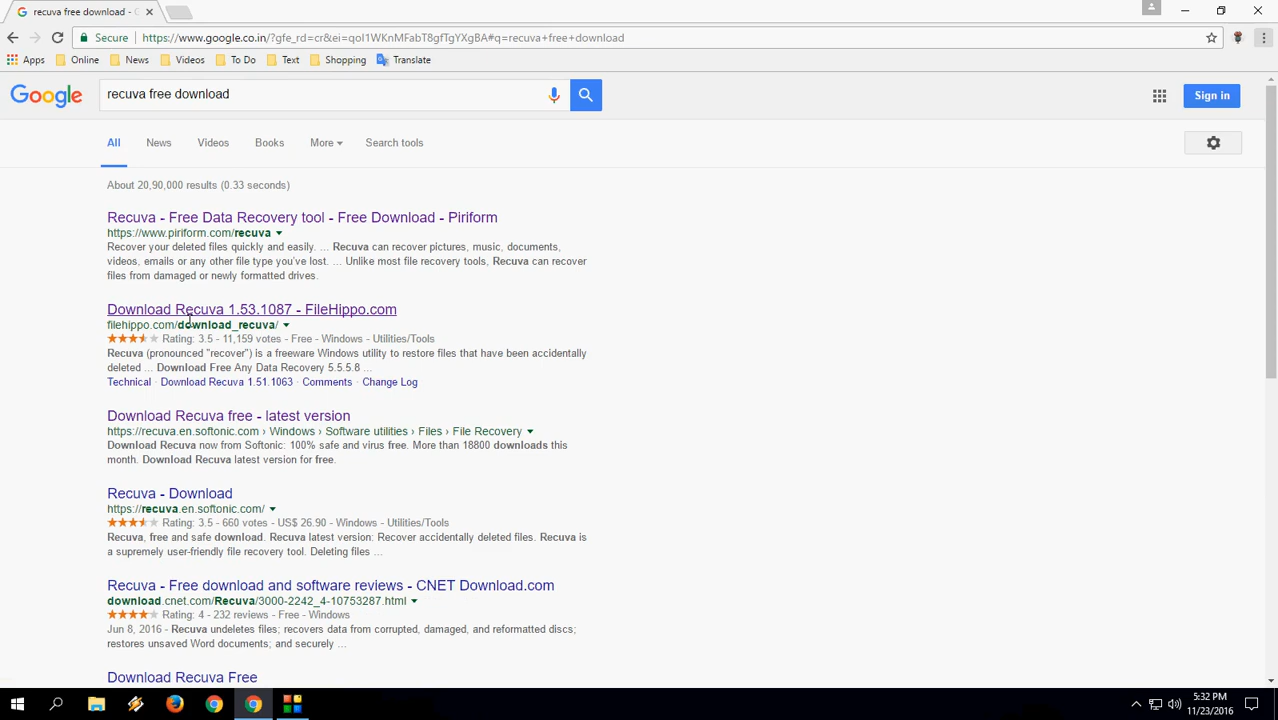 recuva free download - G
Secure https://www.google.co.in/?gfe_rd=cr&ei=qoI1WKnMFabT8gfTgYXgBA#q=recuva+free+download
Apps Online News Videos To Do Text Shopping Translate
Google recuva free download Sign in
All News Videos Books More Search tools
About 20,90,000 results (0.33 seconds)
Recuva - Free Data Recovery tool - Free Download - Piriform
https://www.piriform.com/recuva
Recover your deleted files quickly and easily. ... Recuva can recover pictures, music, documents,
videos, emails or any other file type you've lost. ... Unlike most file recovery tools, Recuva can recover
files from damaged or newly formatted drives.
Download Recuva 1.53.1087 - FileHippo.com
filehippo.com/download_recuva/
Rating: 3.5 - 11,159 votes - Free - Windows - Utilities/Tools
Recuva (pronounced "recover") is a freeware Windows utility to restore files that have been accidentally
deleted ... Download Free Any Data Recovery 5.5.5.8 ...
Technical · Download Recuva 1.51.1063 · Comments · Change Log
Download Recuva free - latest version
https://recuva.en.softonic.com › Windows › Software utilities › Files › File Recovery
Download Recuva now from Softonic: 100% safe and virus free. More than 18800 downloads this
month. Download Recuva latest version for free.
Recuva - Download
https://recuva.en.softonic.com/
Rating: 3.5 - 660 votes - US$ 26.90 - Windows - Utilities/Tools
Recuva, free and safe download. Recuva latest version: Recover accidentally deleted files. Recuva is
a supremely user-friendly file recovery tool. Deleting files ...
Recuva - Free download and software reviews - CNET Download.com
download.cnet.com/Recuva/3000-2242_4-10753287.html
Rating: 4 - 232 reviews - Free - Windows
Jun 8, 2016 - Recuva undeletes files; recovers data from corrupted, damaged, and reformatted discs;
restores unsaved Word documents; and securely ...
Download Recuva Free
5:32 PM
11/23/2016